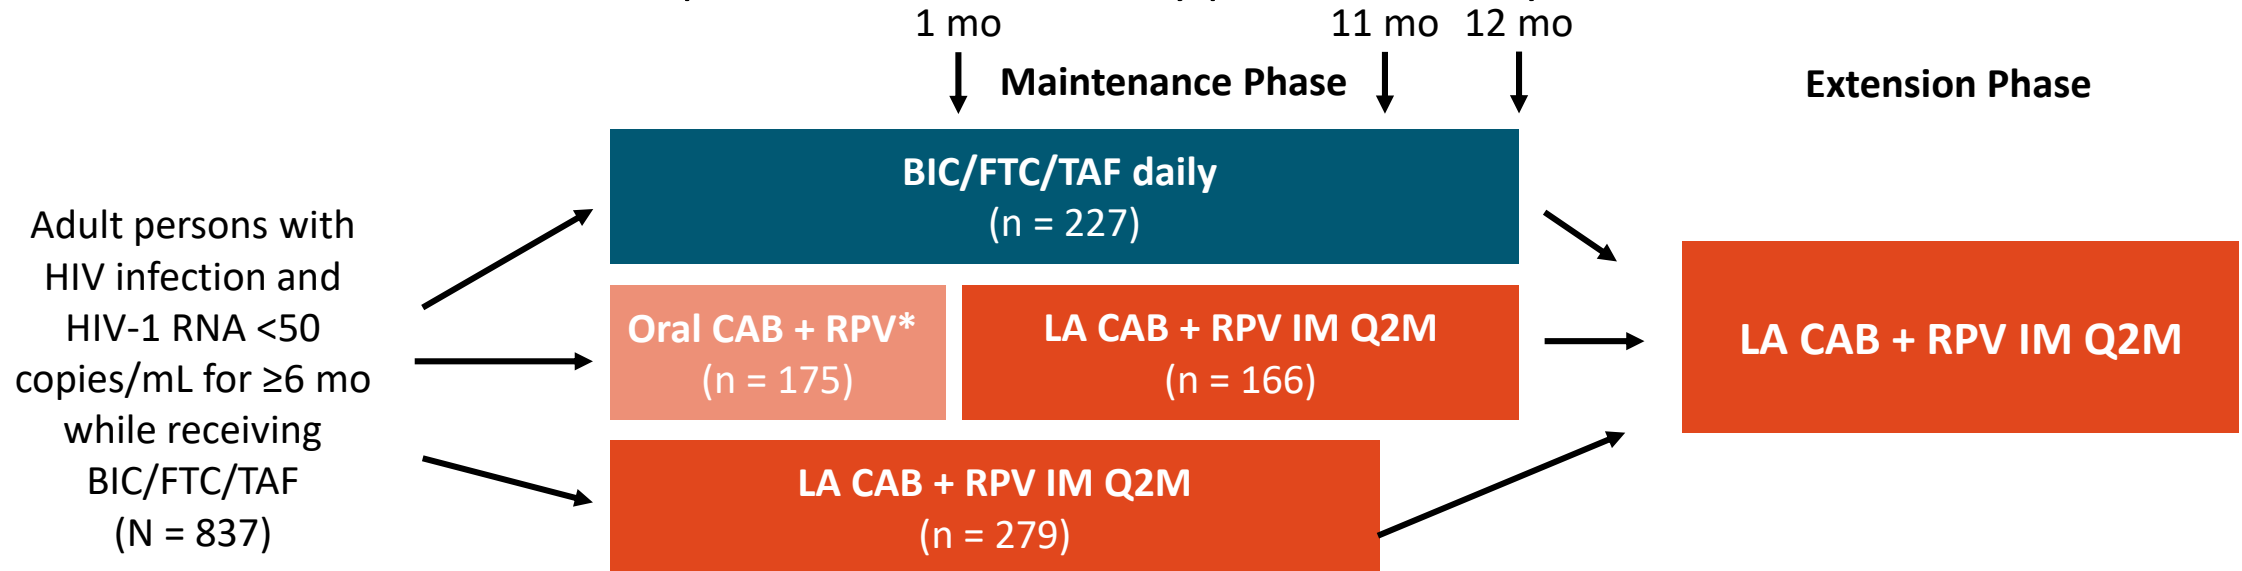 1 mo
11 mo
12 mo
Maintenance Phase
Extension Phase
Adult persons with
HIV infection and
HIV-1 RNA <50
copies/mL for ≥6 mo
while receiving
BIC/FTC/TAF
(N = 837)
BIC/FTC/TAF daily
(n = 227)
Oral CAB + RPV*
(n = 175)
LA CAB + RPV IM Q2M
(n = 166)
LA CAB + RPV IM Q2M
(n = 279)
LA CAB + RPV IM Q2M